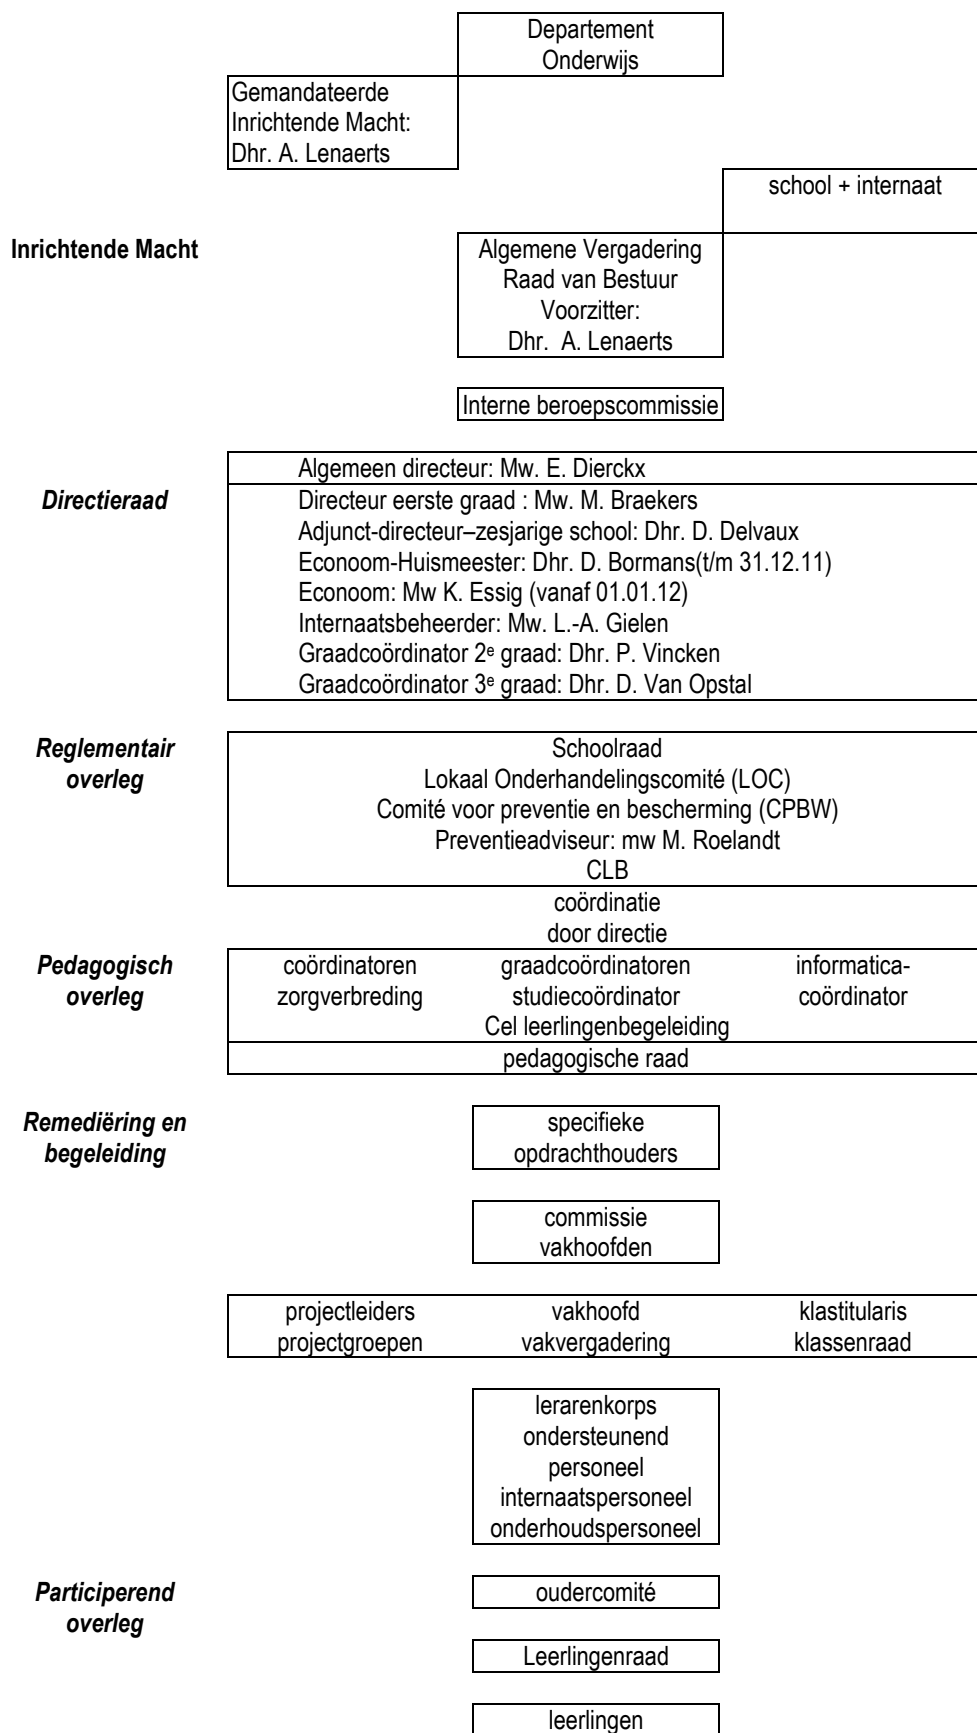 Departement
Onderwijs
Gemandateerde
Inrichtende Macht:
Dhr. A. Lenaerts
school + internaat
Inrichtende Macht
Algemene Vergadering
Raad van Bestuur
Voorzitter:
Dhr. A. Lenaerts
Interne beroepscommissie
Algemeen directeur: Mw. E. Dierckx
Directieraad
Directeur eerste graad : Mw. M. Braekers
Adjunct-directeur–zesjarige school: Dhr. D. Delvaux
Econoom-Huismeester: Dhr. D. Bormans(t/m 31.12.11)
Econoom: Mw K. Essig (vanaf 01.01.12)
Internaatsbeheerder: Mw. L.-A. Gielen
Graadcoördinator 2e graad: Dhr. P. Vincken
Graadcoördinator 3e graad: Dhr. D. Van Opstal
Reglementair
overleg
Schoolraad
Lokaal Onderhandelingscomité (LOC)
Comité voor preventie en bescherming (CPBW)
Preventieadviseur: mw M. Roelandt
CLB
coördinatie
door directie
Pedagogisch
overleg
coördinatoren
zorgverbreding
graadcoördinatoren
studiecoördinator
Cel leerlingenbegeleiding
informatica-
coördinator
pedagogische raad
Remediëring en
begeleiding
specifieke
opdrachthouders
commissie
vakhoofden
projectleiders
projectgroepen
vakhoofd
vakvergadering
klastitularis
klassenraad
lerarenkorps
ondersteunend
personeel
internaatspersoneel
onderhoudspersoneel
Participerend
overleg
oudercomité
Leerlingenraad
leerlingen